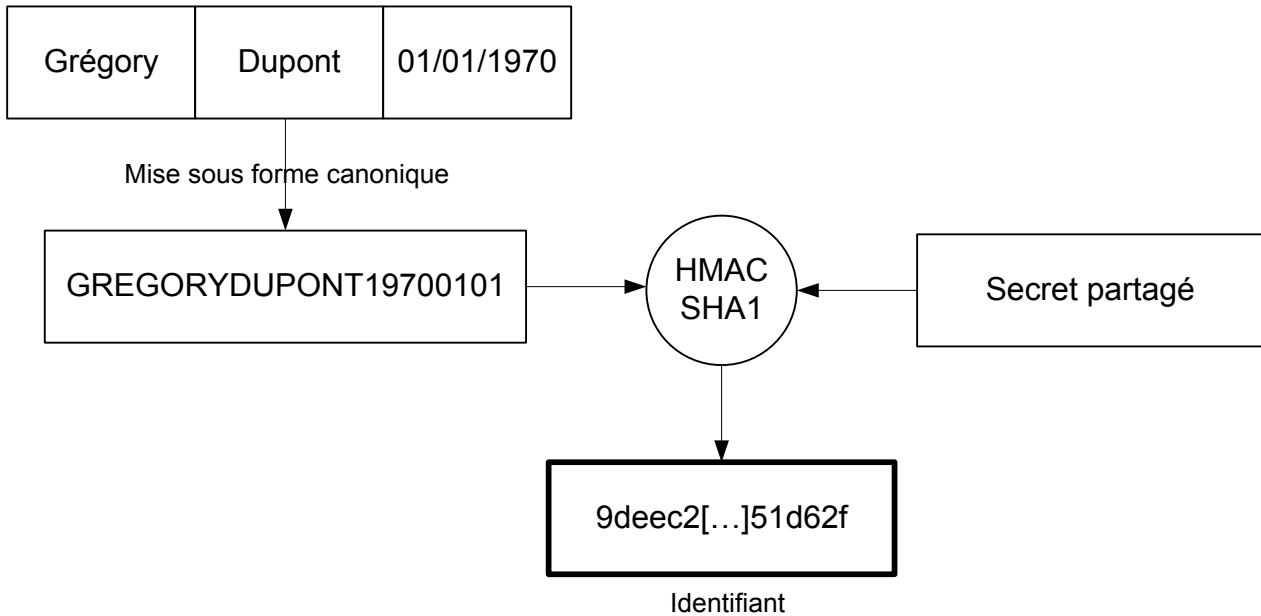 Grégory Dupont 01/01/1970
Mise sous forme canonique
GREGORYDUPONT19700101
HMAC
SHA1
Secret partagé
9deec2[…]51d62f
Identifiant